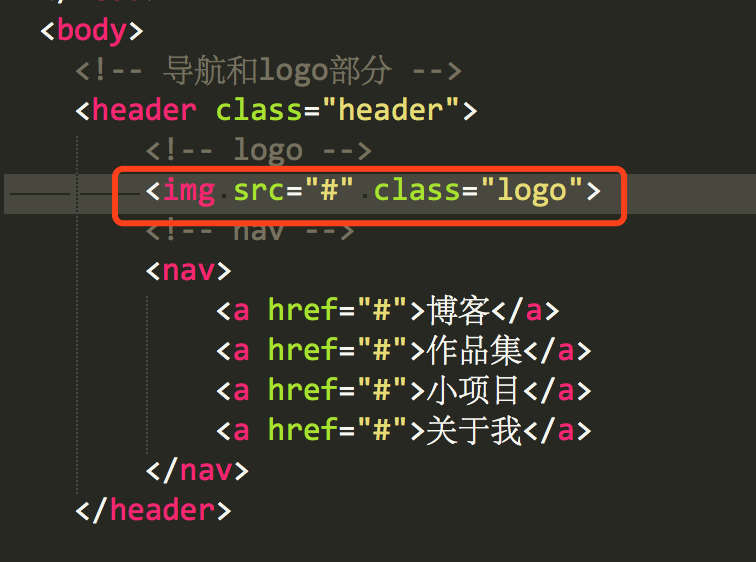 <body>
<!-- 导航和logo部分 -->
<header class="header">
<!-- logo -->
<img src="#" class="logo">
<!-- nav -->
<nav>
<a href="#">博客</a>
<a href="#">作品集</a>
<a href="#">小项目</a>
<a href="#">关于我</a>
</nav>
</header>